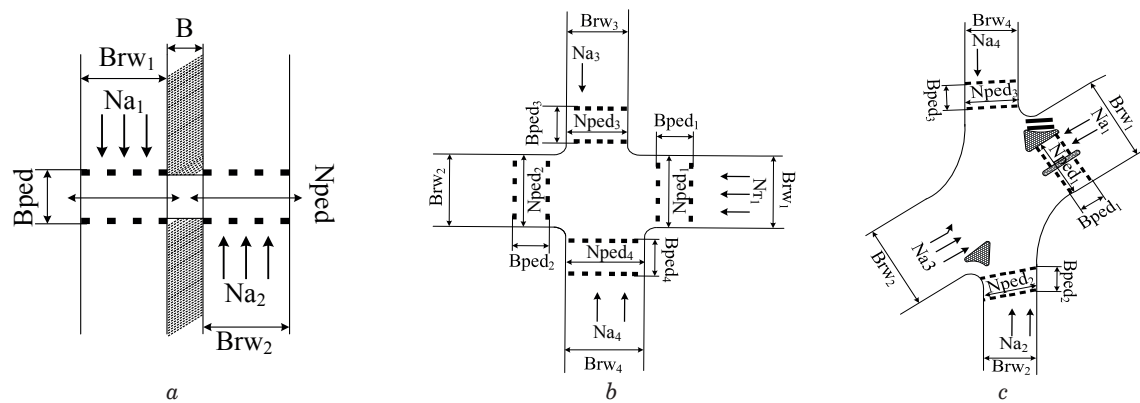 B
Brw₁
Na₁
Bped
Nped
Na₂
Brw₂
a
Brw₃
Na₃
Bped₃
Nped₃
Bped₁
Brw₂
Nped₂
Nped₁
N_T₁
Brw₁
Bped₂
Nped₄
Bped₄
Na₄
Brw₄
b
Brw₄
Na₄
Bped₃
Nped₃
Brw₁
Na₁
Nped₁
Bped₁
Na3
Brw₂
Nped₂
Bped₂
Na₂
Brw₂
c